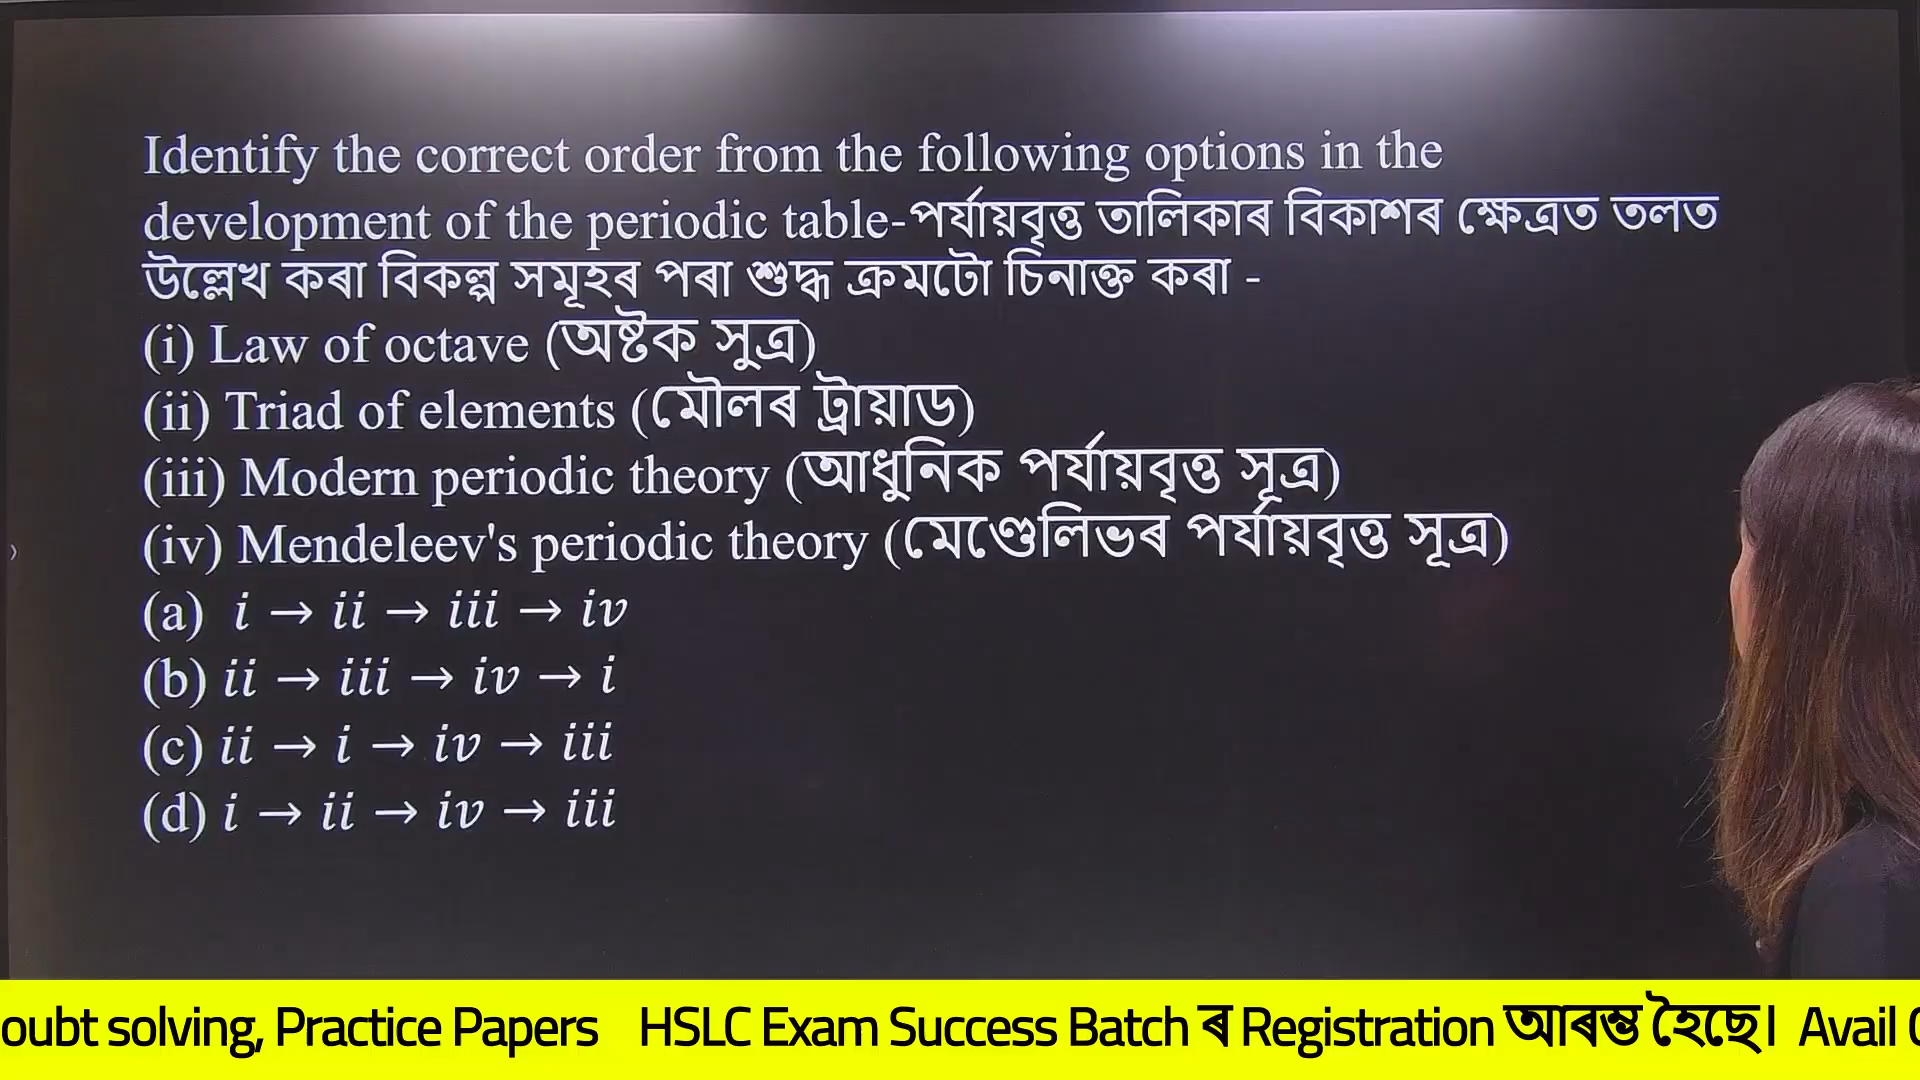 Identify the correct order from the following options in the
development of the periodic table-পৰ্যায়বৃত্ত তালিকাৰ বিকাশৰ ক্ষেত্ৰত তলত
উল্লেখ কৰা বিকল্প সমূহৰ পৰা শুদ্ধ ক্ৰমটো চিনাক্ত কৰা -
(i) Law of octave (অষ্টক সুত্ৰ)
(ii) Triad of elements (মৌলৰ ট্ৰায়াড)
(iii) Modern periodic theory (আধুনিক পৰ্যায়বৃত্ত সূত্ৰ)
(iv) Mendeleev's periodic theory (মেণ্ডেলিভৰ পৰ্যায়বৃত্ত সূত্ৰ)
(a) i → ii → iii → iv
(b) ii → iii → iv → i
(c) ii → i → iv → iii
(d) i → ii → iv → iii
oubt solving, Practice Papers HSLC Exam Success Batch ৰ Registration আৰম্ভ হৈছে। Avail